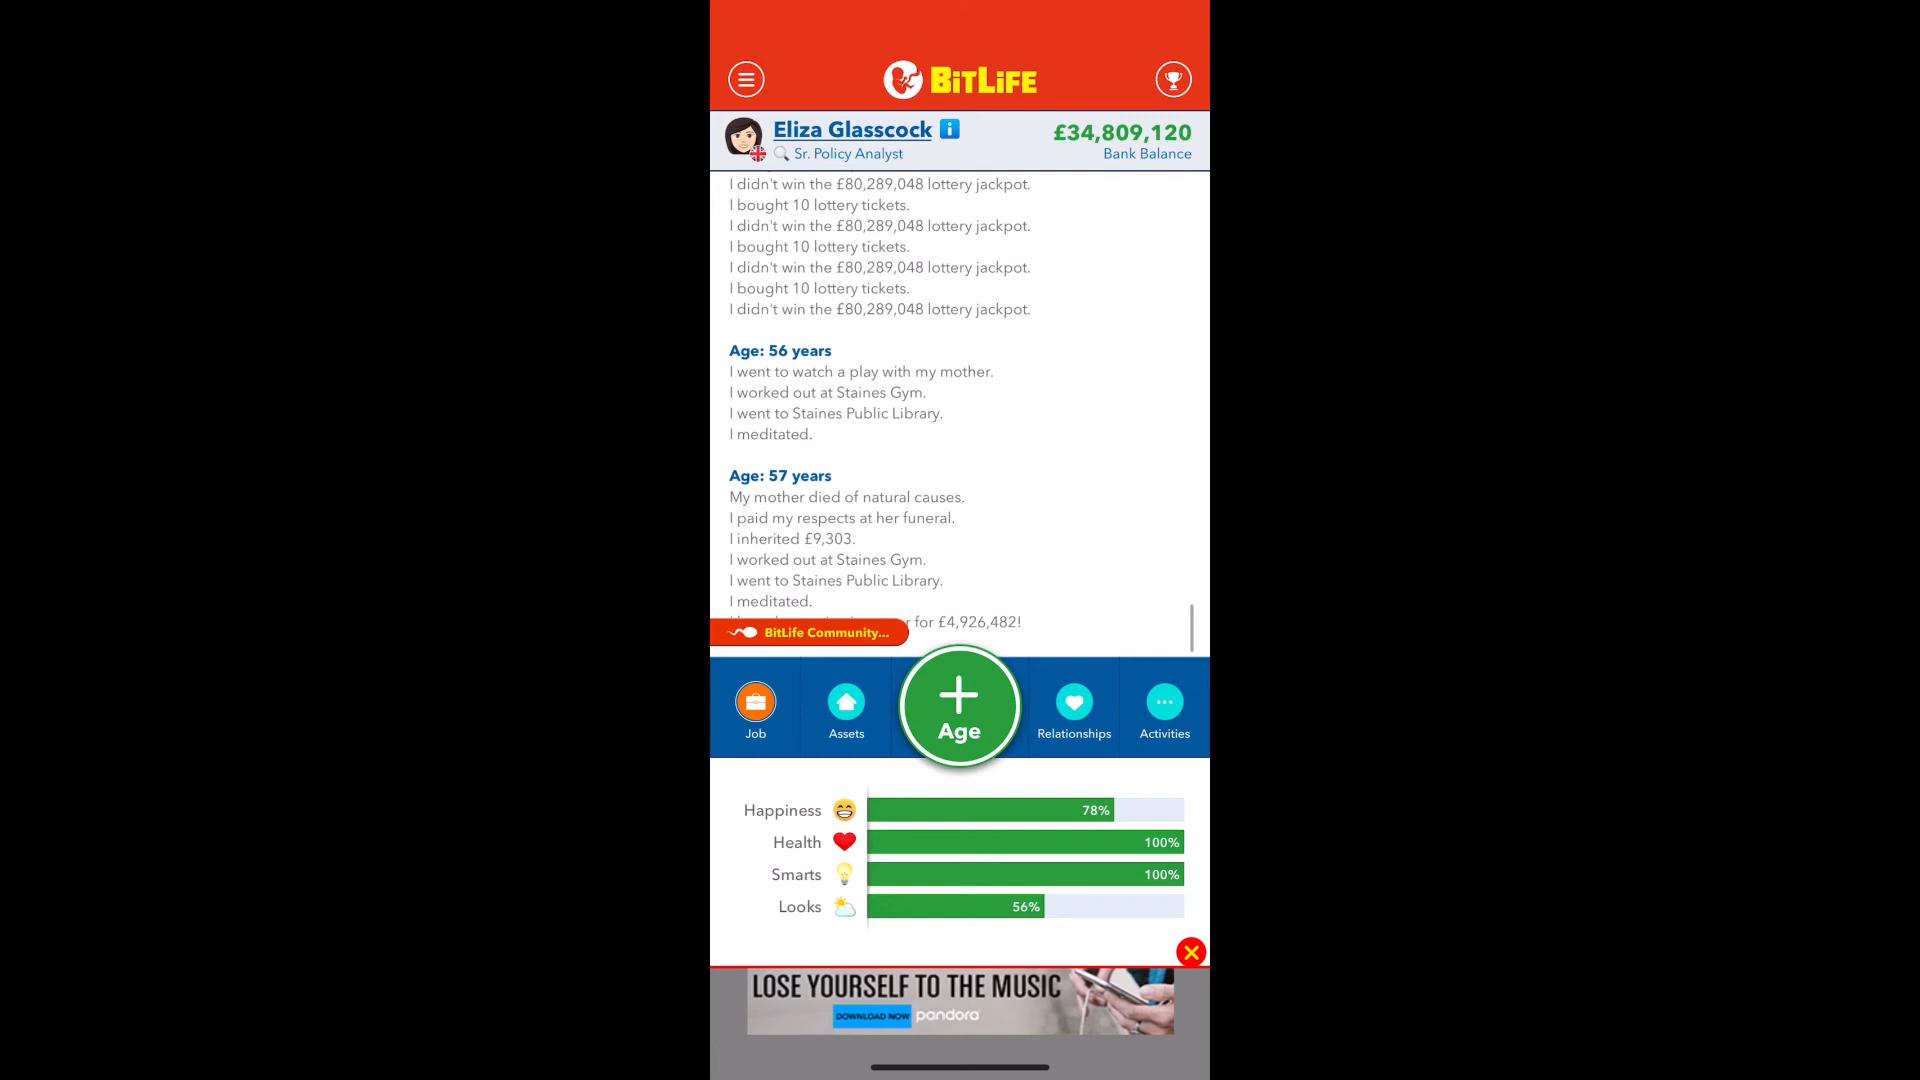 BitLife
Eliza Glasscock
£34,809,120
Sr. Policy Analyst
Bank Balance
I didn't win the £80,289,048 lottery jackpot.
I bought 10 lottery tickets.
I didn't win the £80,289,048 lottery jackpot.
I bought 10 lottery tickets.
I didn't win the £80,289,048 lottery jackpot.
I bought 10 lottery tickets.
I didn't win the £80,289,048 lottery jackpot.
Age: 56 years
I went to watch a play with my mother.
I worked out at Staines Gym.
I went to Staines Public Library.
I meditated.
Age: 57 years
My mother died of natural causes.
I paid my respects at her funeral.
I inherited £9,303.
I worked out at Staines Gym.
I went to Staines Public Library.
I meditated.
for £4,926,482!
BitLife Community...
Job
Assets
Age
Relationships
Activities
Happiness 78%
Health 100%
Smarts 100%
Looks 56%
LOSE YOURSELF TO THE MUSIC
DOWNLOAD NOW pandora